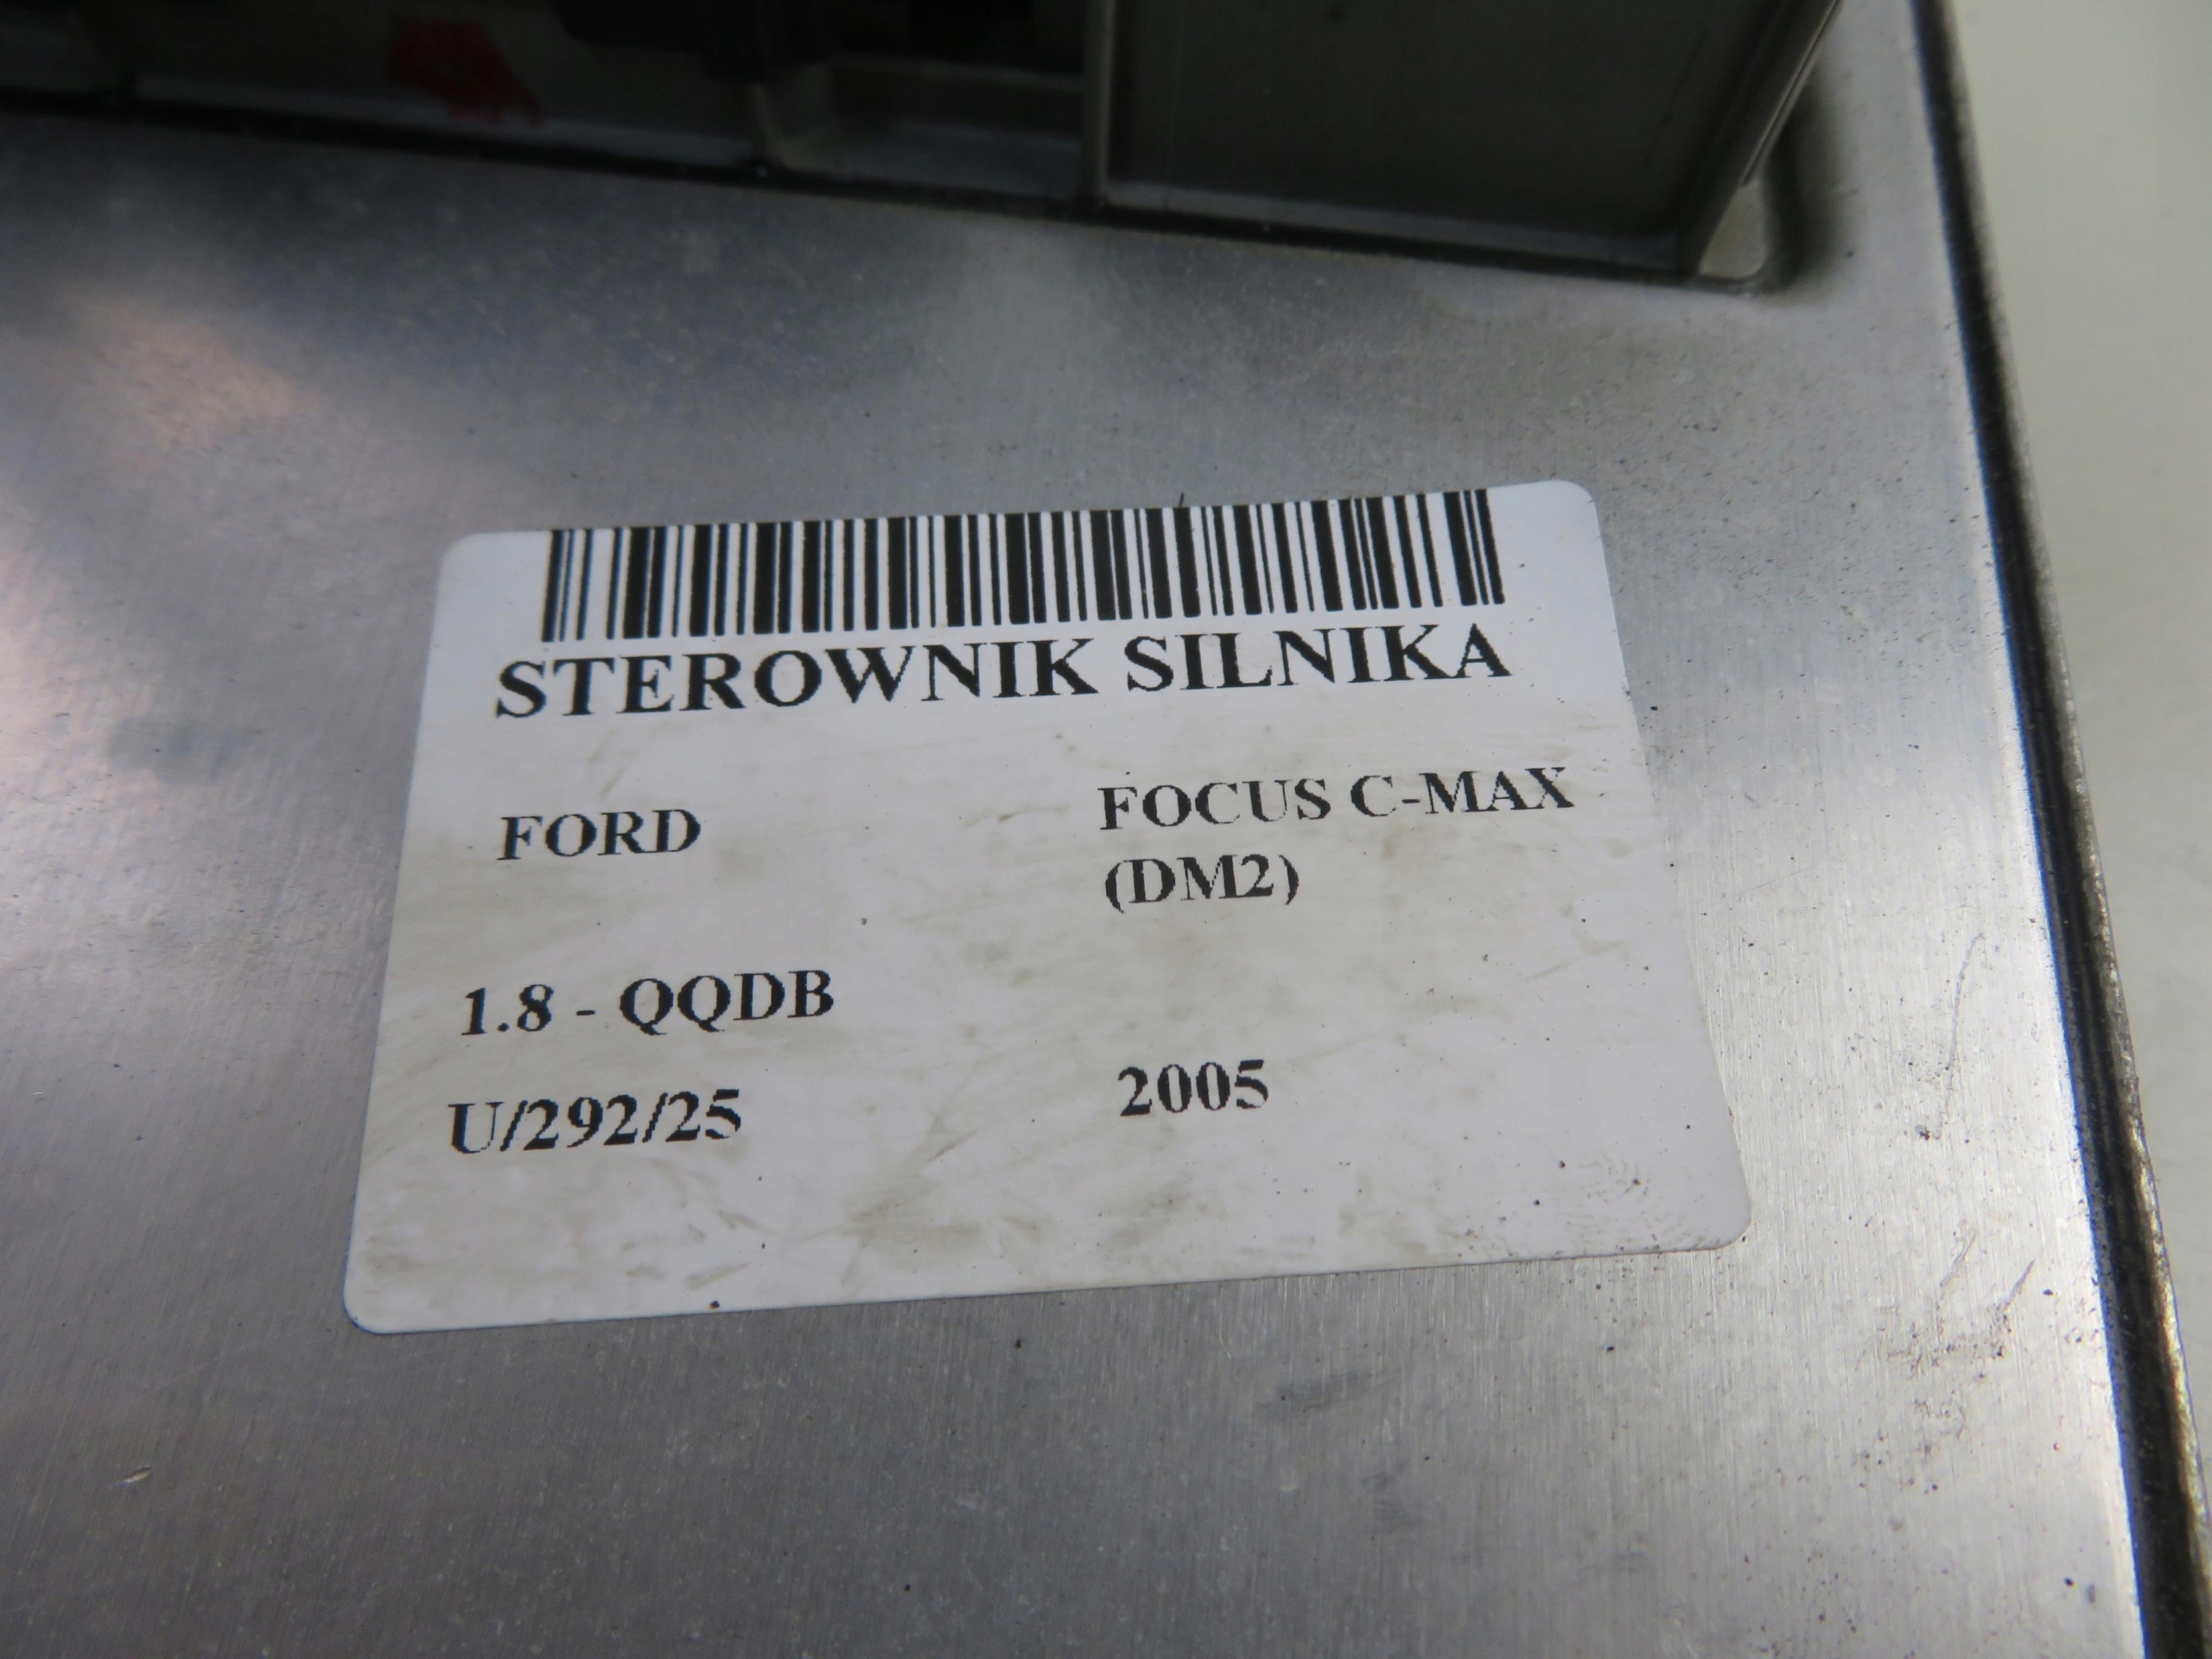 STEROWNIK SILNIKA
FORD FOCUS C-MAX
(DM2)
1.8 - QQDB
U/292/25 2005